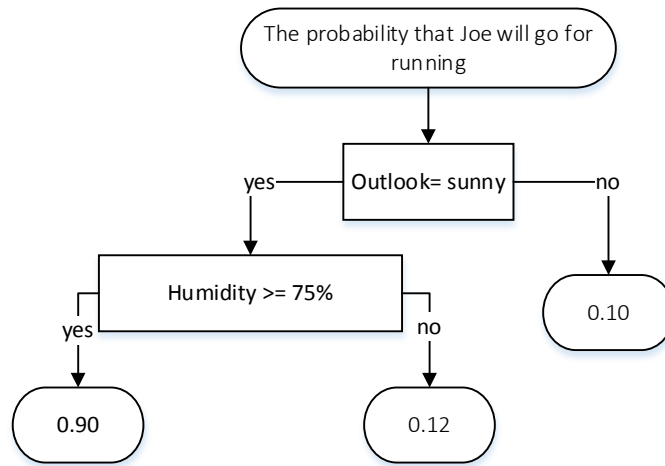 The probability that Joe will go for
running
yes
Outlook= sunny
no
Humidity >= 75%
0.10
yes
no
0.90
0.12